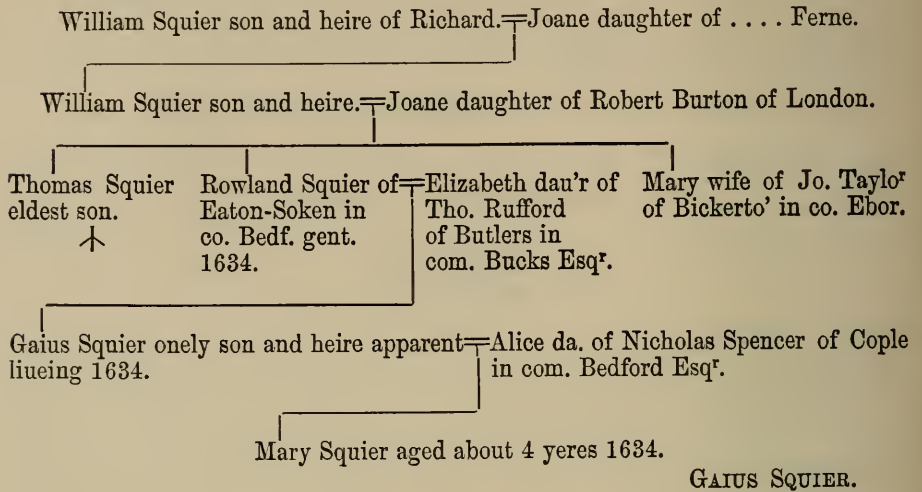 William Squier son and heire of Richard.=Joane daughter of .... Ferne.
William Squier son and heire.=Joane daughter of Robert Burton of London.
Thomas Squier
eldest son.
Rowland Squier of=Elizabeth dau'r of
Eaton-Soken in
co. Bedf. gent.
1634.
Tho. Rufford
of Butlers in
com. Bucks Esqʳ.
Mary wife of Jo. Tayloʳ
of Bickerto' in co. Ebor.
Gaius Squier onely son and heire apparent=Alice da. of Nicholas Spencer of Cople
liueing 1634.
in com. Bedford Esqʳ.
Mary Squier aged about 4 yeres 1634.
GAIUS SQUIER.